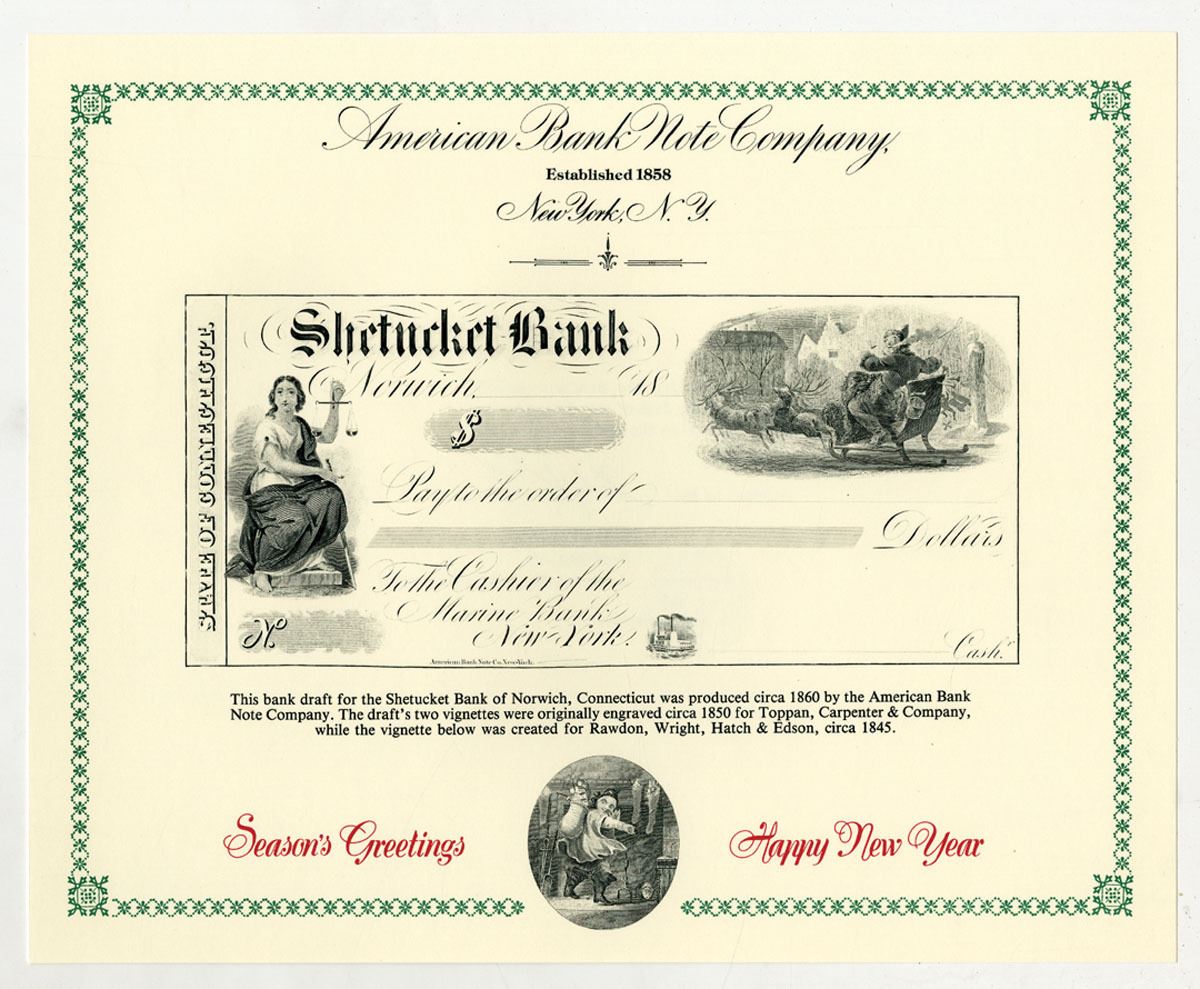 American Bank Note Company,
Established 1858
New York, N. Y.
STATE OF CONNECTICUT.
Shetucket Bank
Norwich, 18
$
Pay to the order of
Dollars
To the Cashier of the
Marine Bank
New-York.
No
Cash.r
American Bank Note Co. New-York.
This bank draft for the Shetucket Bank of Norwich, Connecticut was produced circa 1860 by the American Bank
Note Company. The draft's two vignettes were originally engraved circa 1850 for Toppan, Carpenter & Company,
while the vignette below was created for Rawdon, Wright, Hatch & Edson, circa 1845.
Season's Greetings
Happy New Year